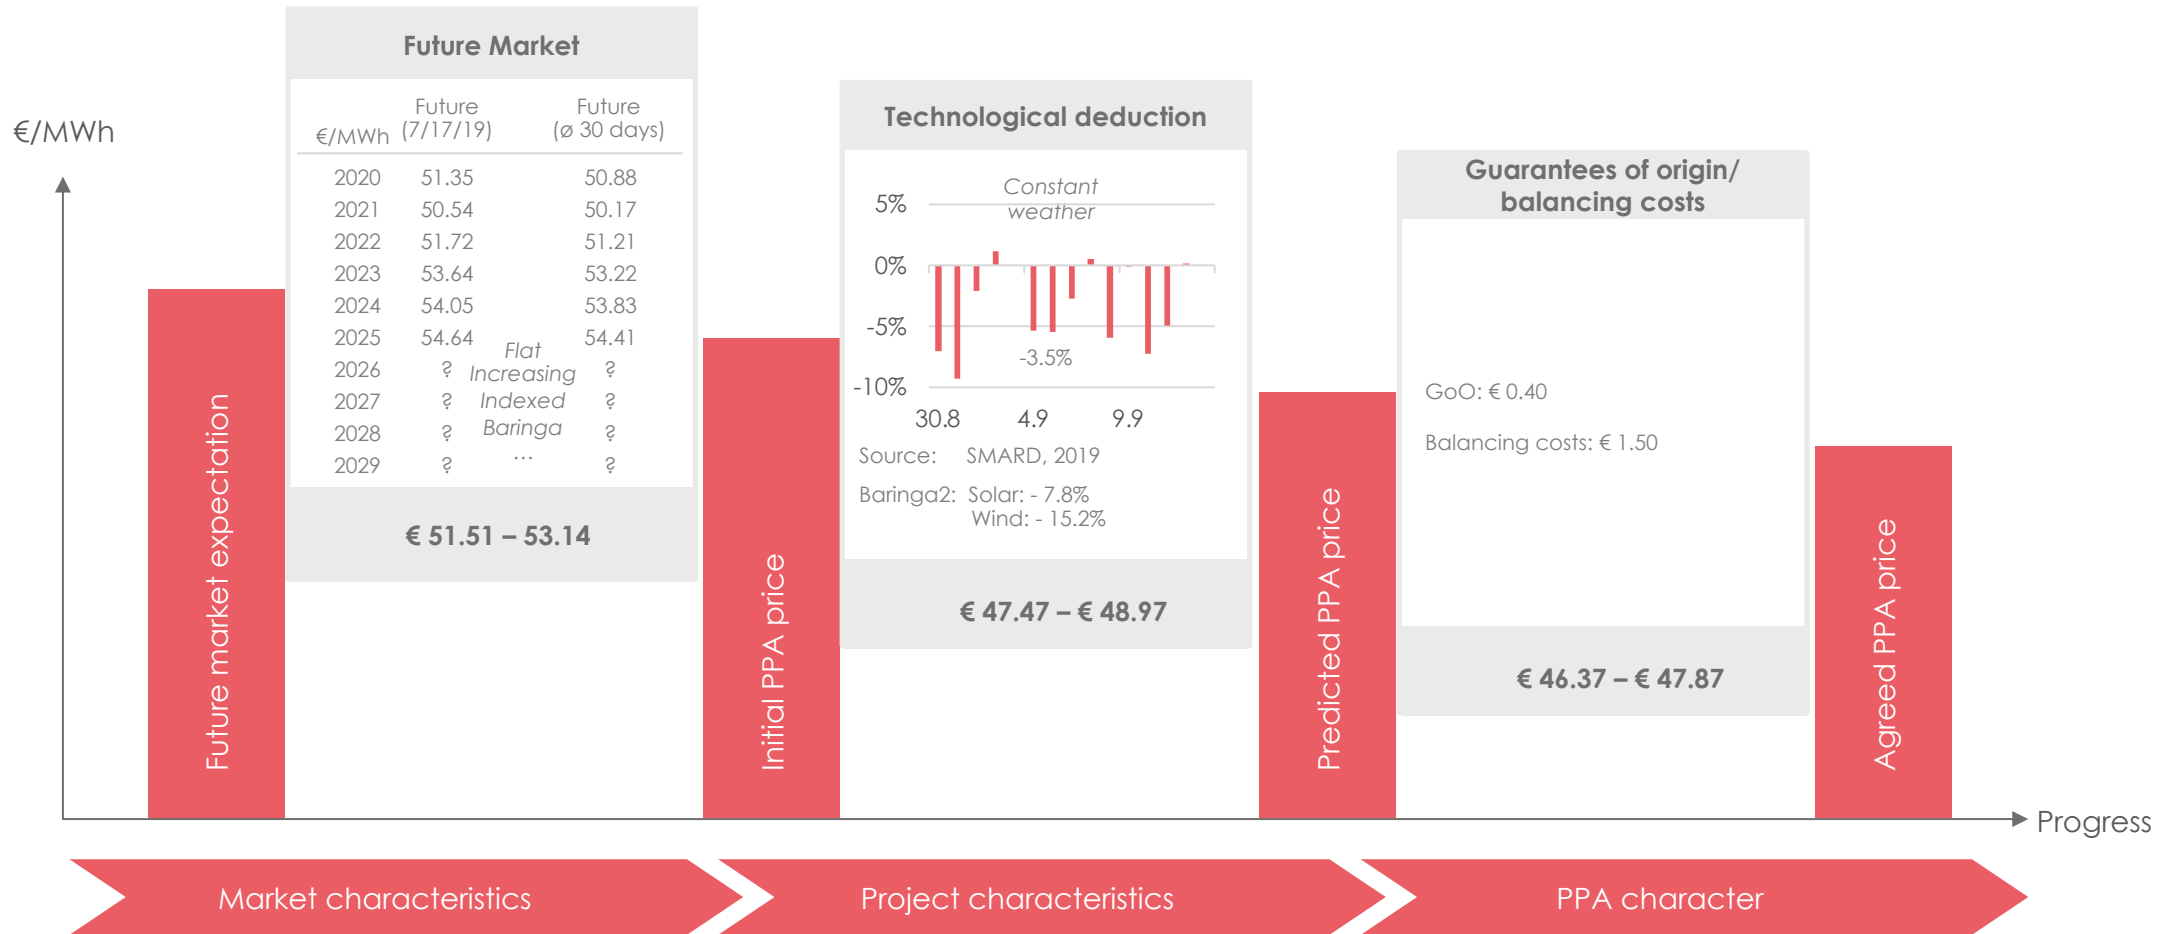 €/MWh
Future Market
Future Future
€/MWh (7/17/19) (ø 30 days)
2020 51.35 50.88
2021 50.54 50.17
2022 51.72 51.21
2023 53.64 53.22
2024 54.05 53.83
2025 54.64 54.41
Flat
2026 ? Increasing ?
2027 ? Indexed ?
2028 ? Baringa ?
2029 ? ... ?
€ 51.51 – 53.14
Technological deduction
Constant
weather
5%
0%
-5%
-3.5%
-10%
30.8 4.9 9.9
Source: SMARD, 2019
Baringa2: Solar: - 7.8%
Wind: - 15.2%
€ 47.47 – € 48.97
Guarantees of origin/
balancing costs
GoO: € 0.40
Balancing costs: € 1.50
€ 46.37 – € 47.87
Future market expectation
Initial PPA price
Predicted PPA price
Agreed PPA price
Progress
Market characteristics
Project characteristics
PPA character